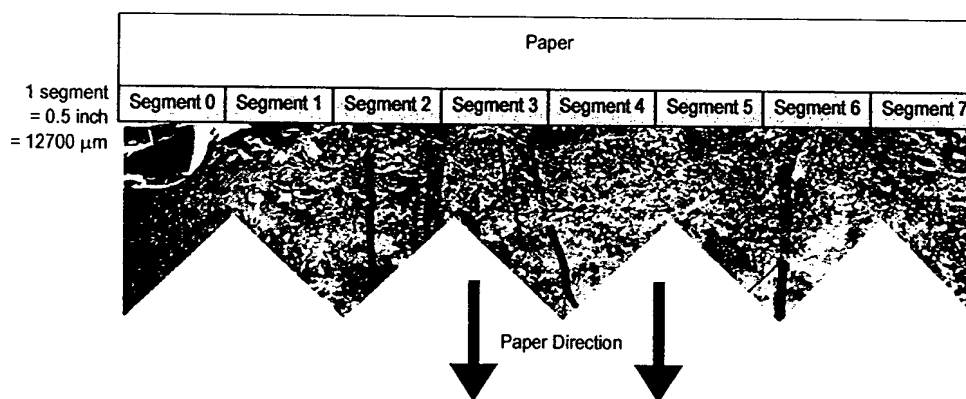 Paper
1 segment
= 0.5 inch
= 12700 µm
Segment 0 Segment 1 Segment 2 Segment 3 Segment 4 Segment 5 Segment 6 Segment 7
Paper Direction